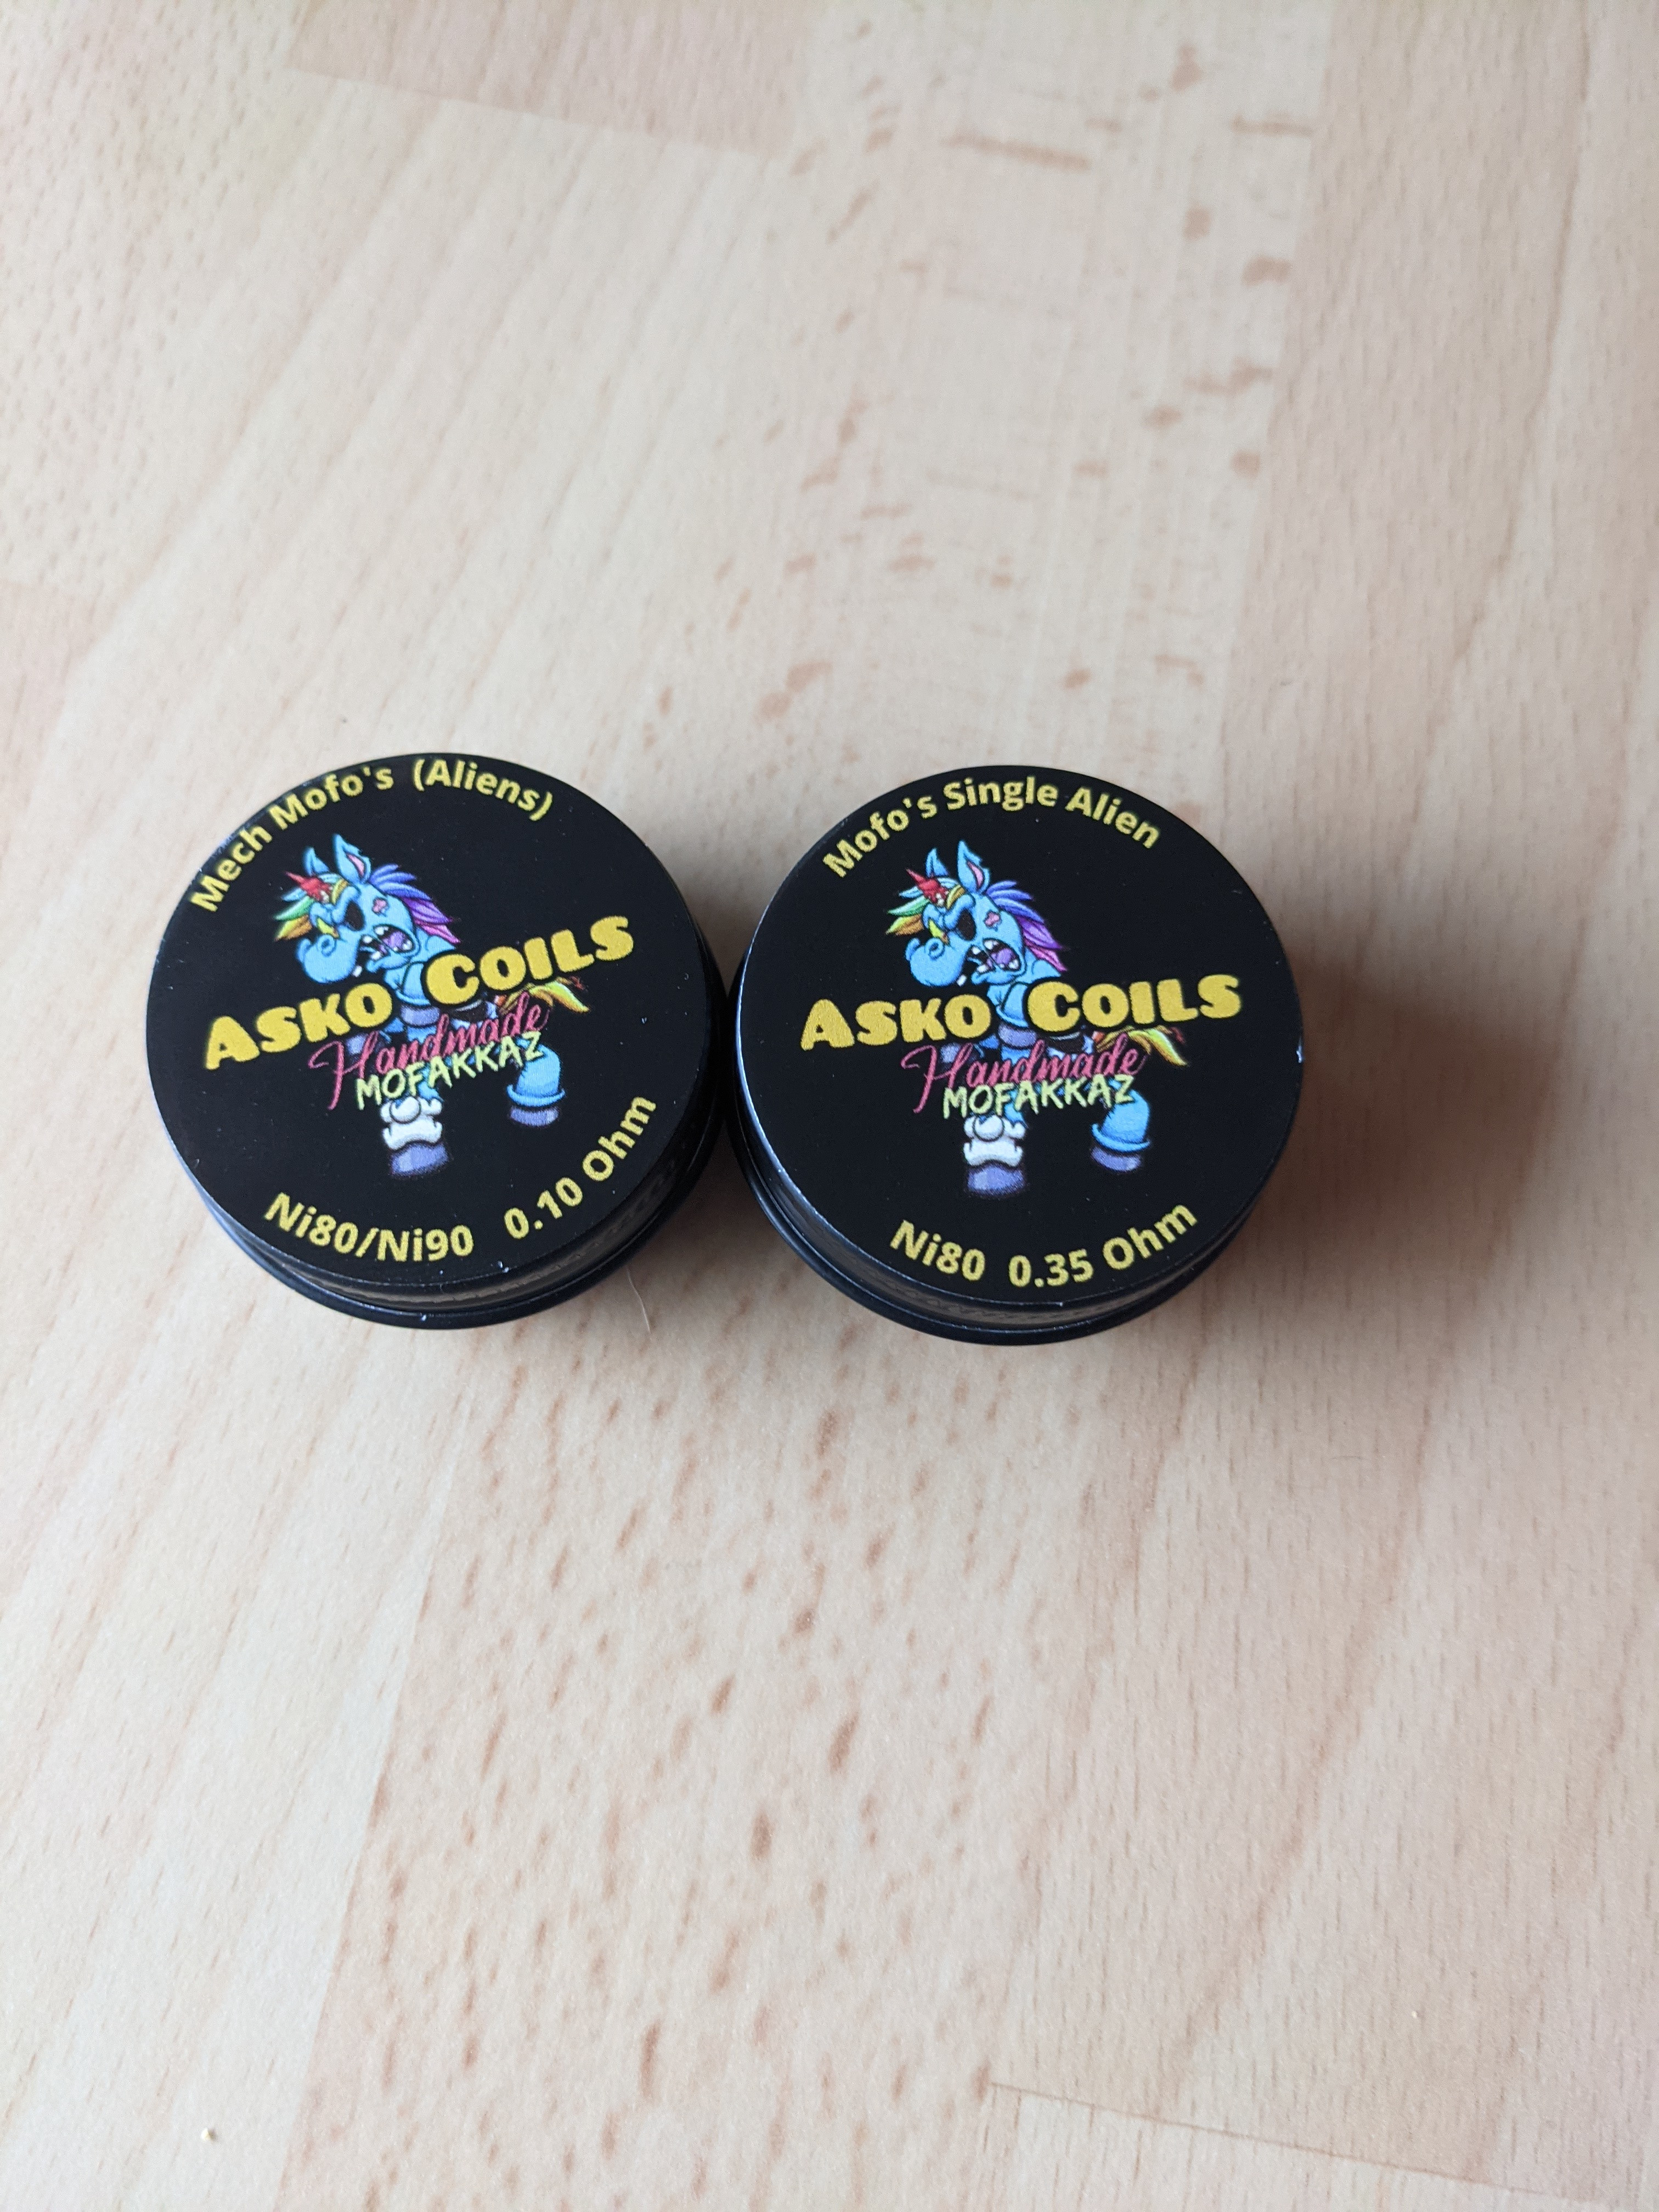 Mech Mofo's (Aliens)
ASKO COILS
Handmade
MOFAKKAZ
Ni80/Ni90 0.10 Ohm
Mofo's Single Alien
ASKO COILS
Handmade
MOFAKKAZ
Ni80 0.35 Ohm